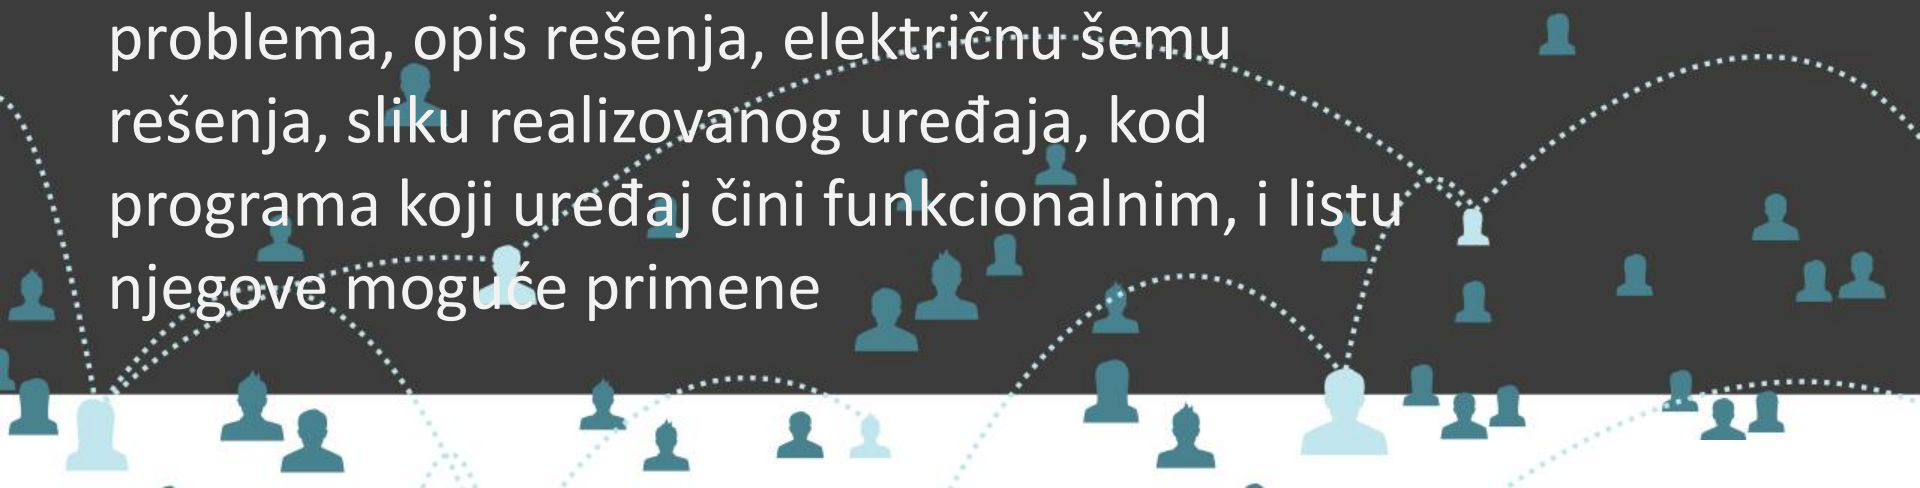 problema, opis rešenja, električnu šemu
rešenja, sliku realizovanog uređaja, kod
programa koji uređaj čini funkcionalnim, i listu
njegove moguće primene